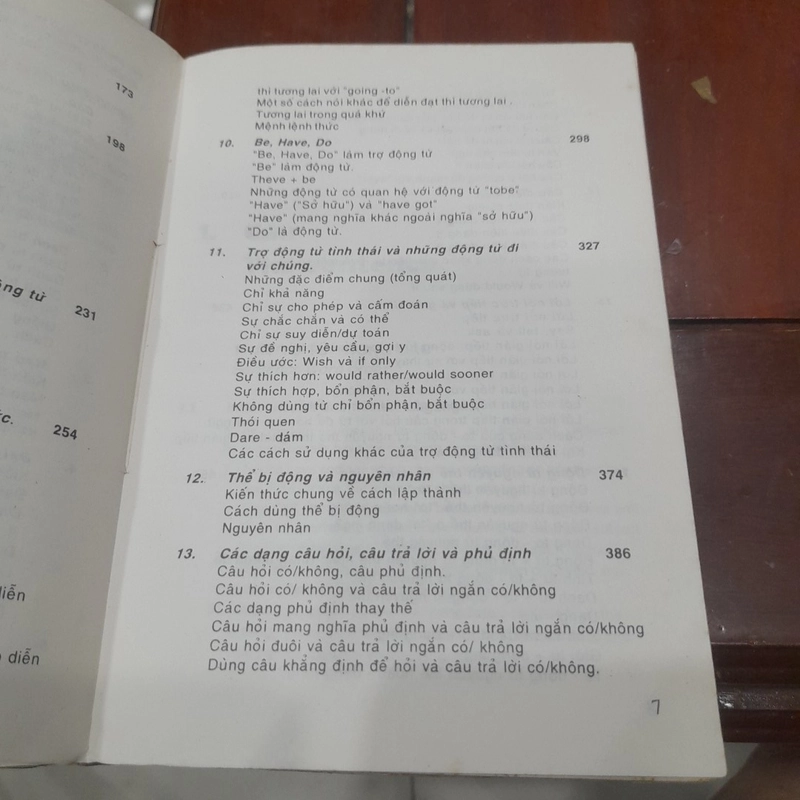 173
198
ộng từ
231
ức.
254
diễn
diễn
thì tương lai với "going -to"
Một số cách nói khác để diễn đạt thì tương lai .
Tương lai trong quá khứ
Mệnh lệnh thức
10. Be, Have, Do 298
"Be, Have, Do" làm trợ động từ
"Be" làm động từ.
Theve + be
Những động từ có quan hệ với động từ "tobe"
"Have" ("Sở hữu") và "have got"
"Have" (mang nghĩa khác ngoài nghĩa "sở hữu")
"Do" là động từ.
11. Trợ động từ tình thái và những động từ đi 327
với chúng.
Những đặc điểm chung (tổng quát)
Chỉ khả năng
Chỉ sự cho phép và cấm đoán
Sự chắc chắn và có thể
Chỉ sự suy diễn/dự toán
Sự đề nghị, yêu cầu, gợi y
Điều ước: Wish và if only
Sự thích hơn: would rather/would sooner
Sự thích hợp, bổn phận, bắt buộc
Không dùng từ chỉ bổn phận, bắt buộc
Thói quen
Dare - dám
Các cách sử dụng khác của trợ động từ tình thái
12. Thể bị động và nguyên nhân 374
Kiến thức chung về cách lập thành
Cách dùng thể bị động
Nguyên nhân
13. Các dạng câu hỏi, câu trả lời và phủ định 386
Câu hỏi có/không, câu phủ định.
Câu hỏi có/ không và câu trả lời ngắn có/không
Các dạng phủ định thay thế
Câu hỏi mang nghĩa phủ định và câu trả lời ngắn có/không
Câu hỏi đuôi và câu trả lời ngắn có/ không
Dùng câu khẳng định để hỏi và câu trả lời có/không.
7